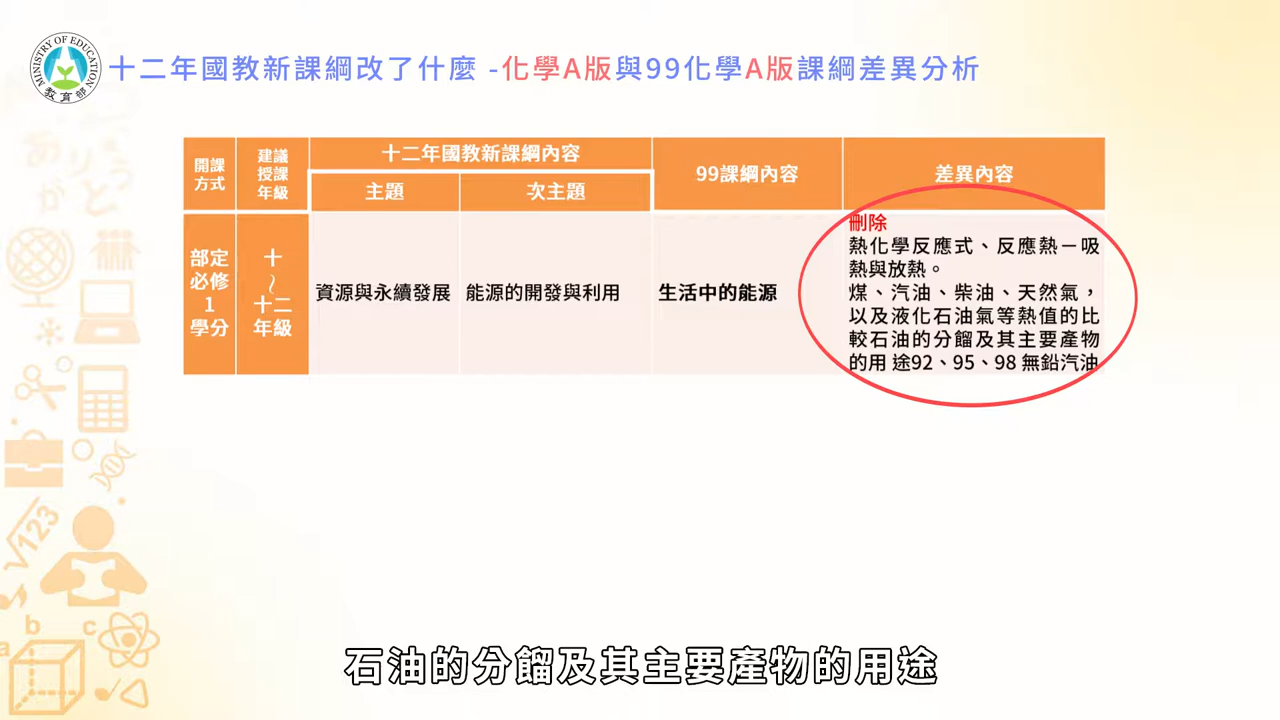 MINISTRY OF EDUCATION
教育部
十二年國教新課綱改了什麼 -化學A版與99化學A版課綱差異分析
開課
方式
建議
授課
年級
十二年國教新課綱內容
主題
次主題
99課綱內容
差異內容
部定
必修
1
學分
十
~
十二
年級
資源與永續發展
能源的開發與利用
生活中的能源
刪除
熱化學反應式、反應熱－吸
熱與放熱。
煤、汽油、柴油、天然氣，
以及液化石油氣等熱值的比
較石油的分餾及其主要產物
的用 途92、95、98 無鉛汽油
√123
b
c
a
石油的分餾及其主要產物的用途